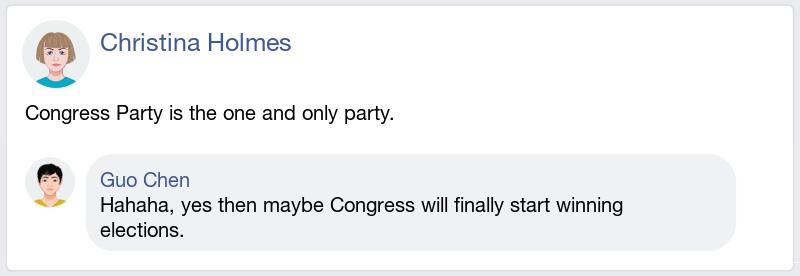 Christina Holmes
Congress Party is the one and only party.
Guo Chen
Hahaha, yes then maybe Congress will finally start winning
elections.